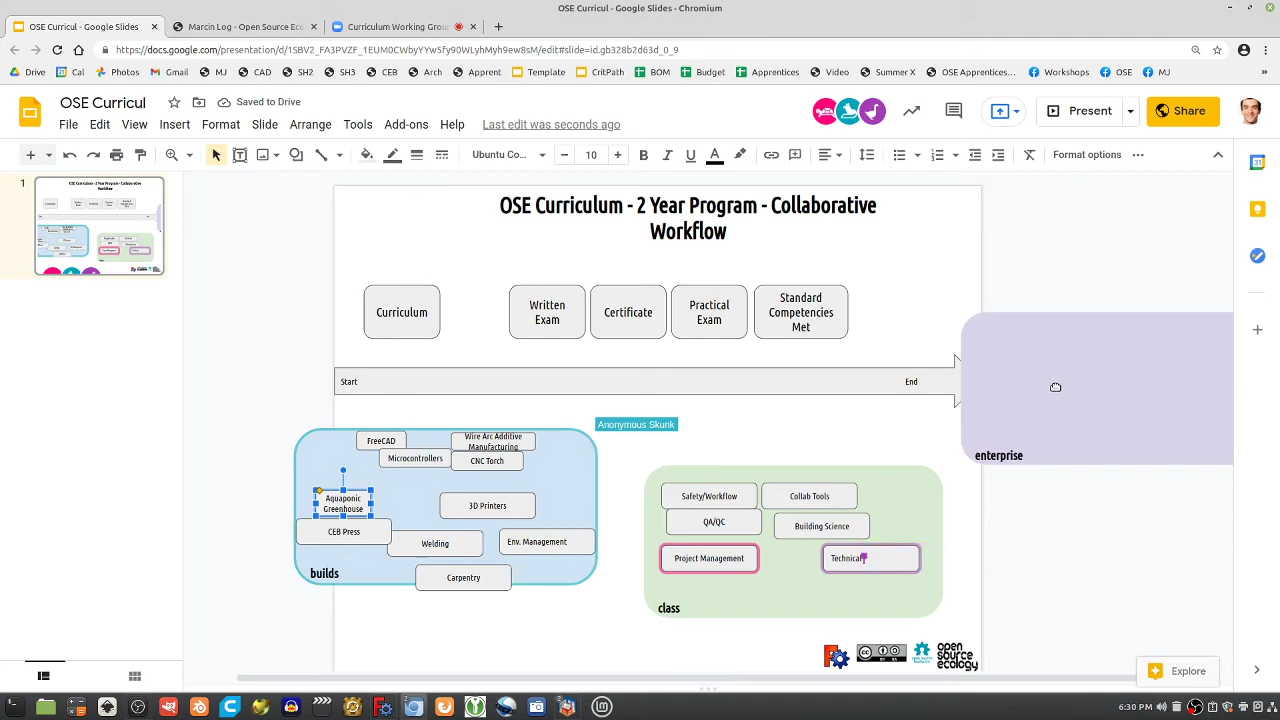 OSE Curricul - Google Slides - Chromium
OSE Curricul - Google Slides
Marcin Log - Open Source Eco
Curriculum Working Grou
https://docs.google.com/presentation/d/1SBV2_FA3PVZF_1EUM0CWbyYYw5fy90WLyhMyh9ew8sM/edit#slide=id.gb328b2d63d_0_9
Drive
Cal
Photos
Gmail
MJ
CAD
SH2
SH3
CEB
Arch
Apprent
Template
CritPath
BOM
Budget
Apprentices
Video
Summer X
OSE Apprentices...
Workshops
OSE
MJ
OSE Curricul
Saved to Drive
File Edit View Insert Format Slide Arrange Tools Add-ons Help Last edit was seconds ago
Present
Share
Ubuntu Co...
10
Format options
31
1
OSE Curriculum - 2 Year Program - Collaborative
Workflow
Curriculum
Written
Exam
Certificate
Practical
Exam
Standard
Competencies
Met
Start
End
enterprise
Anonymous Skunk
FreeCAD
Wire Arc Additive
Manufacturing
Microcontrollers
CNC Torch
Aquaponic
Greenhouse
3D Printers
CEB Press
Welding
Env. Management
Carpentry
builds
Safety/Workflow
Collab Tools
QA/QC
Building Science
Project Management
Technical
class
open
source
ecology
Explore
6:30 PM